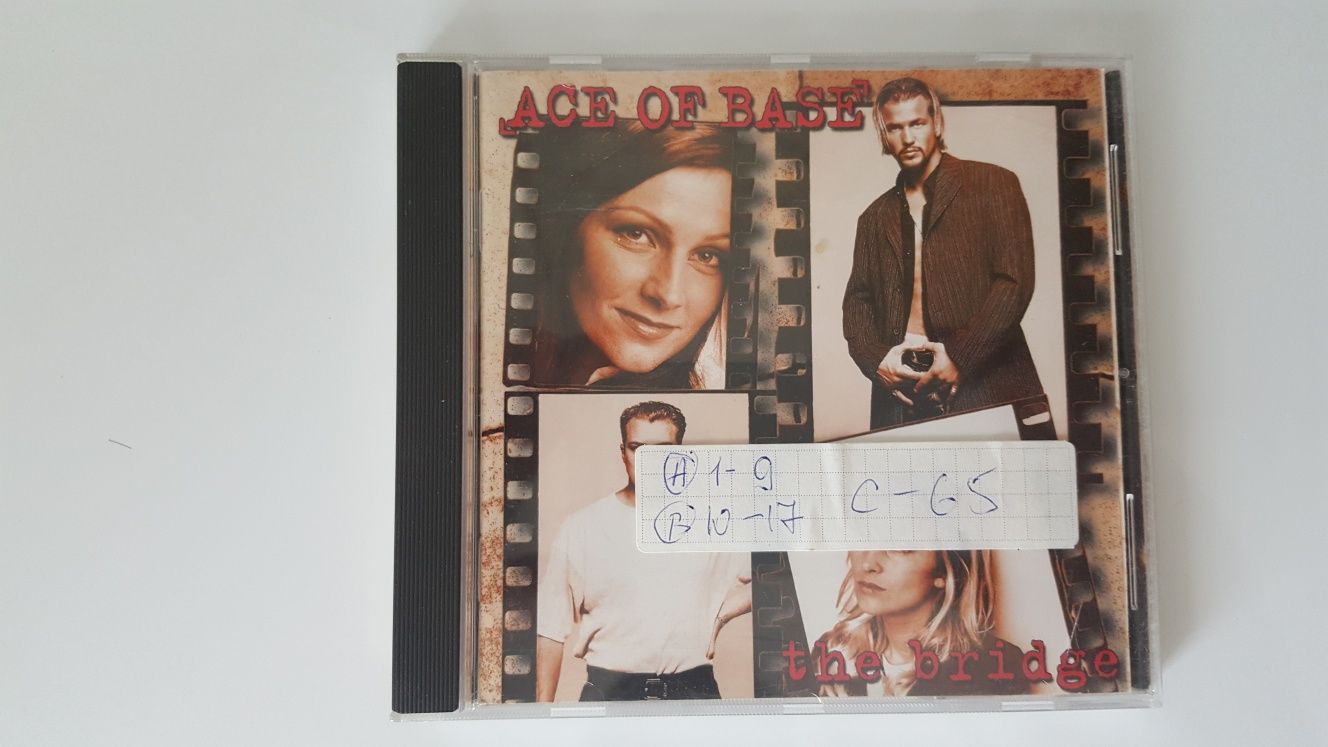 ACE OF BASE
Ⓐ 1-9
Ⓑ 10-17
C-65
the bridge